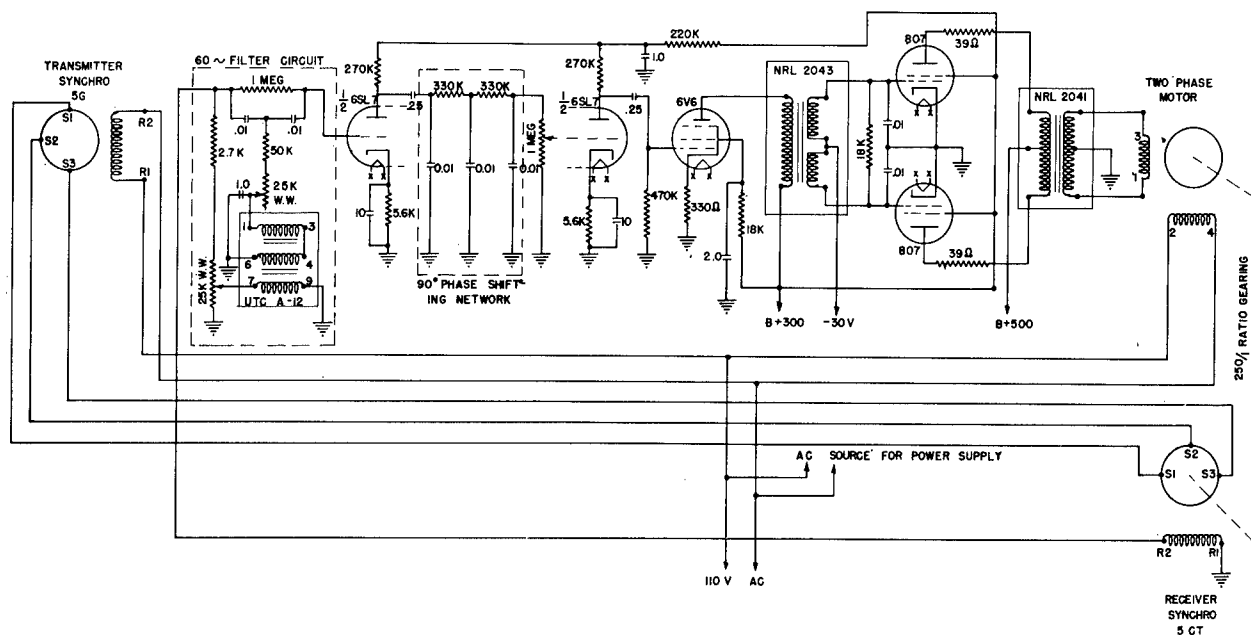 TRANSMITTER
SYNCHRO
5G
S1
S2
S3
R2
R1
60 ~ FILTER CIRCUIT
1 MEG
.01
.01
2.7K
50K
25K
W.W.
1.0
1
3
6
4
7
9
UTC A-12
25K W.W.
270K
1/2 6SL7
.25
x x
10
5.6K
330K
330K
0.01
0.01
0.01
90° PHASE SHIFT-
ING NETWORK
1 MEG
270K
1/2 6SL7
.25
x x
5.6K
10
1.0
220K
470K
6V6
x x
330Ω
18K
2.0
NRL 2043
B+300
-30V
18K
.01
.01
807
x x
39Ω
x x
807
39Ω
NRL 2041
B+500
TWO PHASE
MOTOR
3
1
2
4
250/1 RATIO GEARING
AC SOURCE FOR POWER SUPPLY
110 V
AC
S2
S1
S3
R2
R1
RECEIVER
SYNCHRO
5 CT